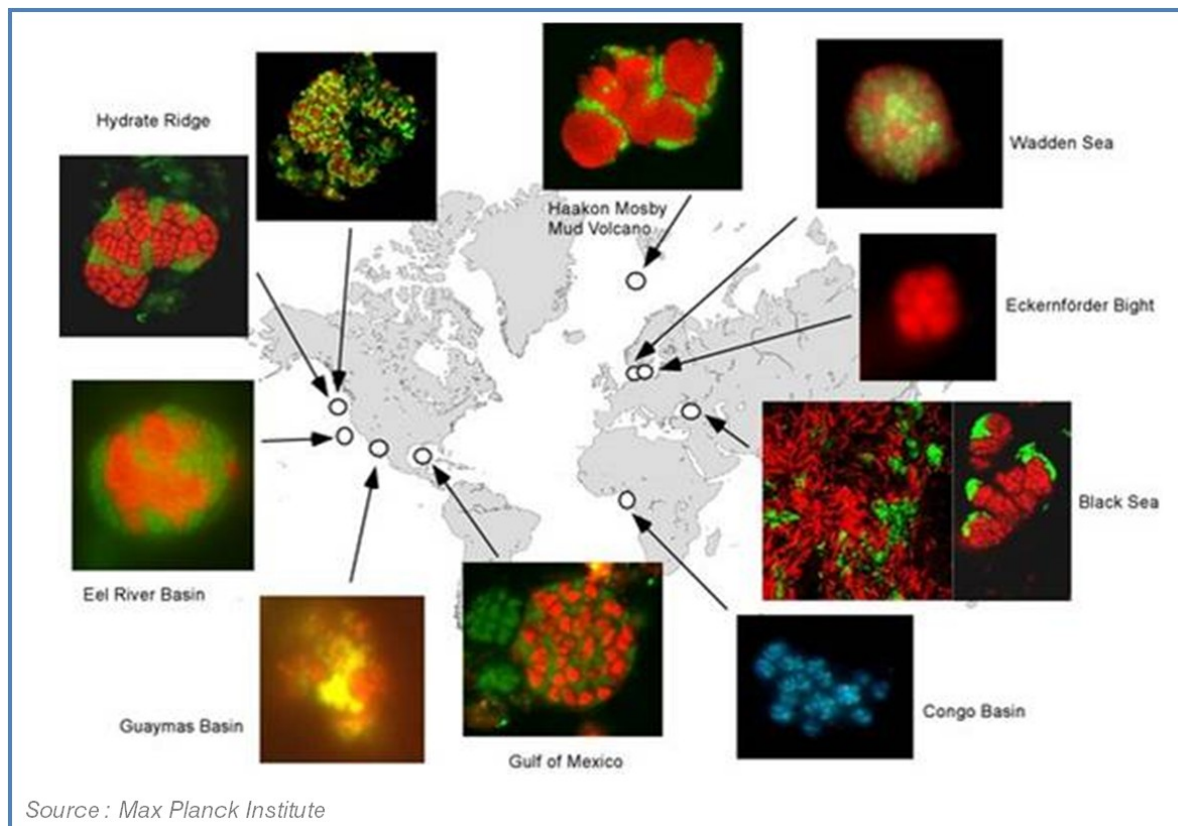 Hydrate Ridge
Haakon Mosby
Mud Volcano
Wadden Sea
Eckernförder Bight
Black Sea
Eel River Basin
Guaymas Basin
Gulf of Mexico
Congo Basin
Source : Max Planck Institute